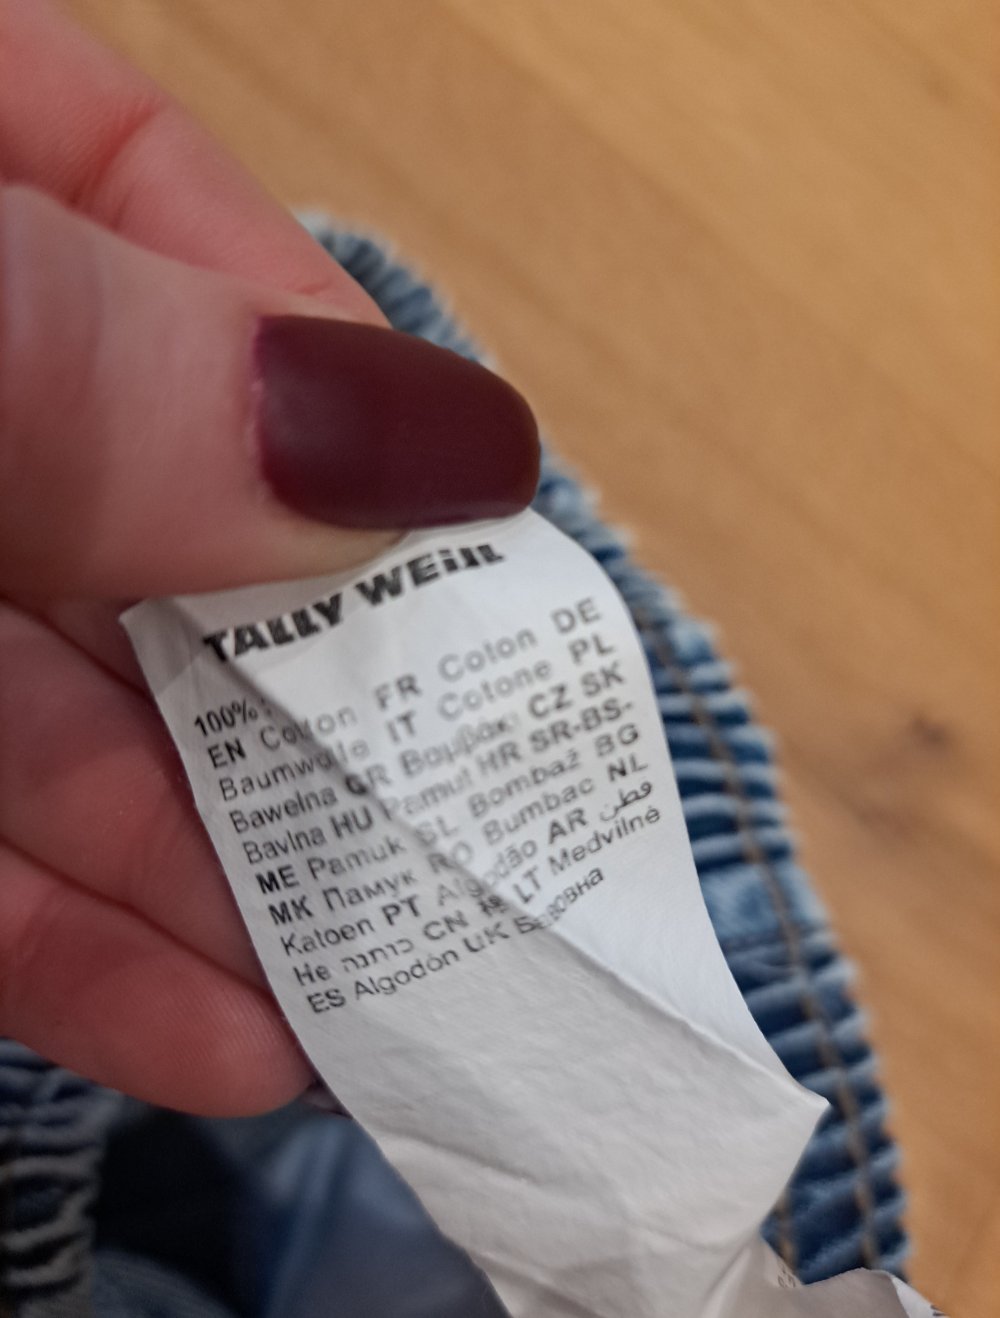 TALLY WEiJL
100%
EN Cotton FR Coton DE
Baumwolle IT Cotone PL
Bawełna GR Βαμβάκι CZ SK
Bavlna HU Pamut HR SR-BS-
ME Pamuk SL Bombaž BG
MK Памук RO Bumbac NL
Katoen PT Algodão AR قطن
He כותנה CN 棉 LT Medvilnė
ES Algodón UK Бавовна